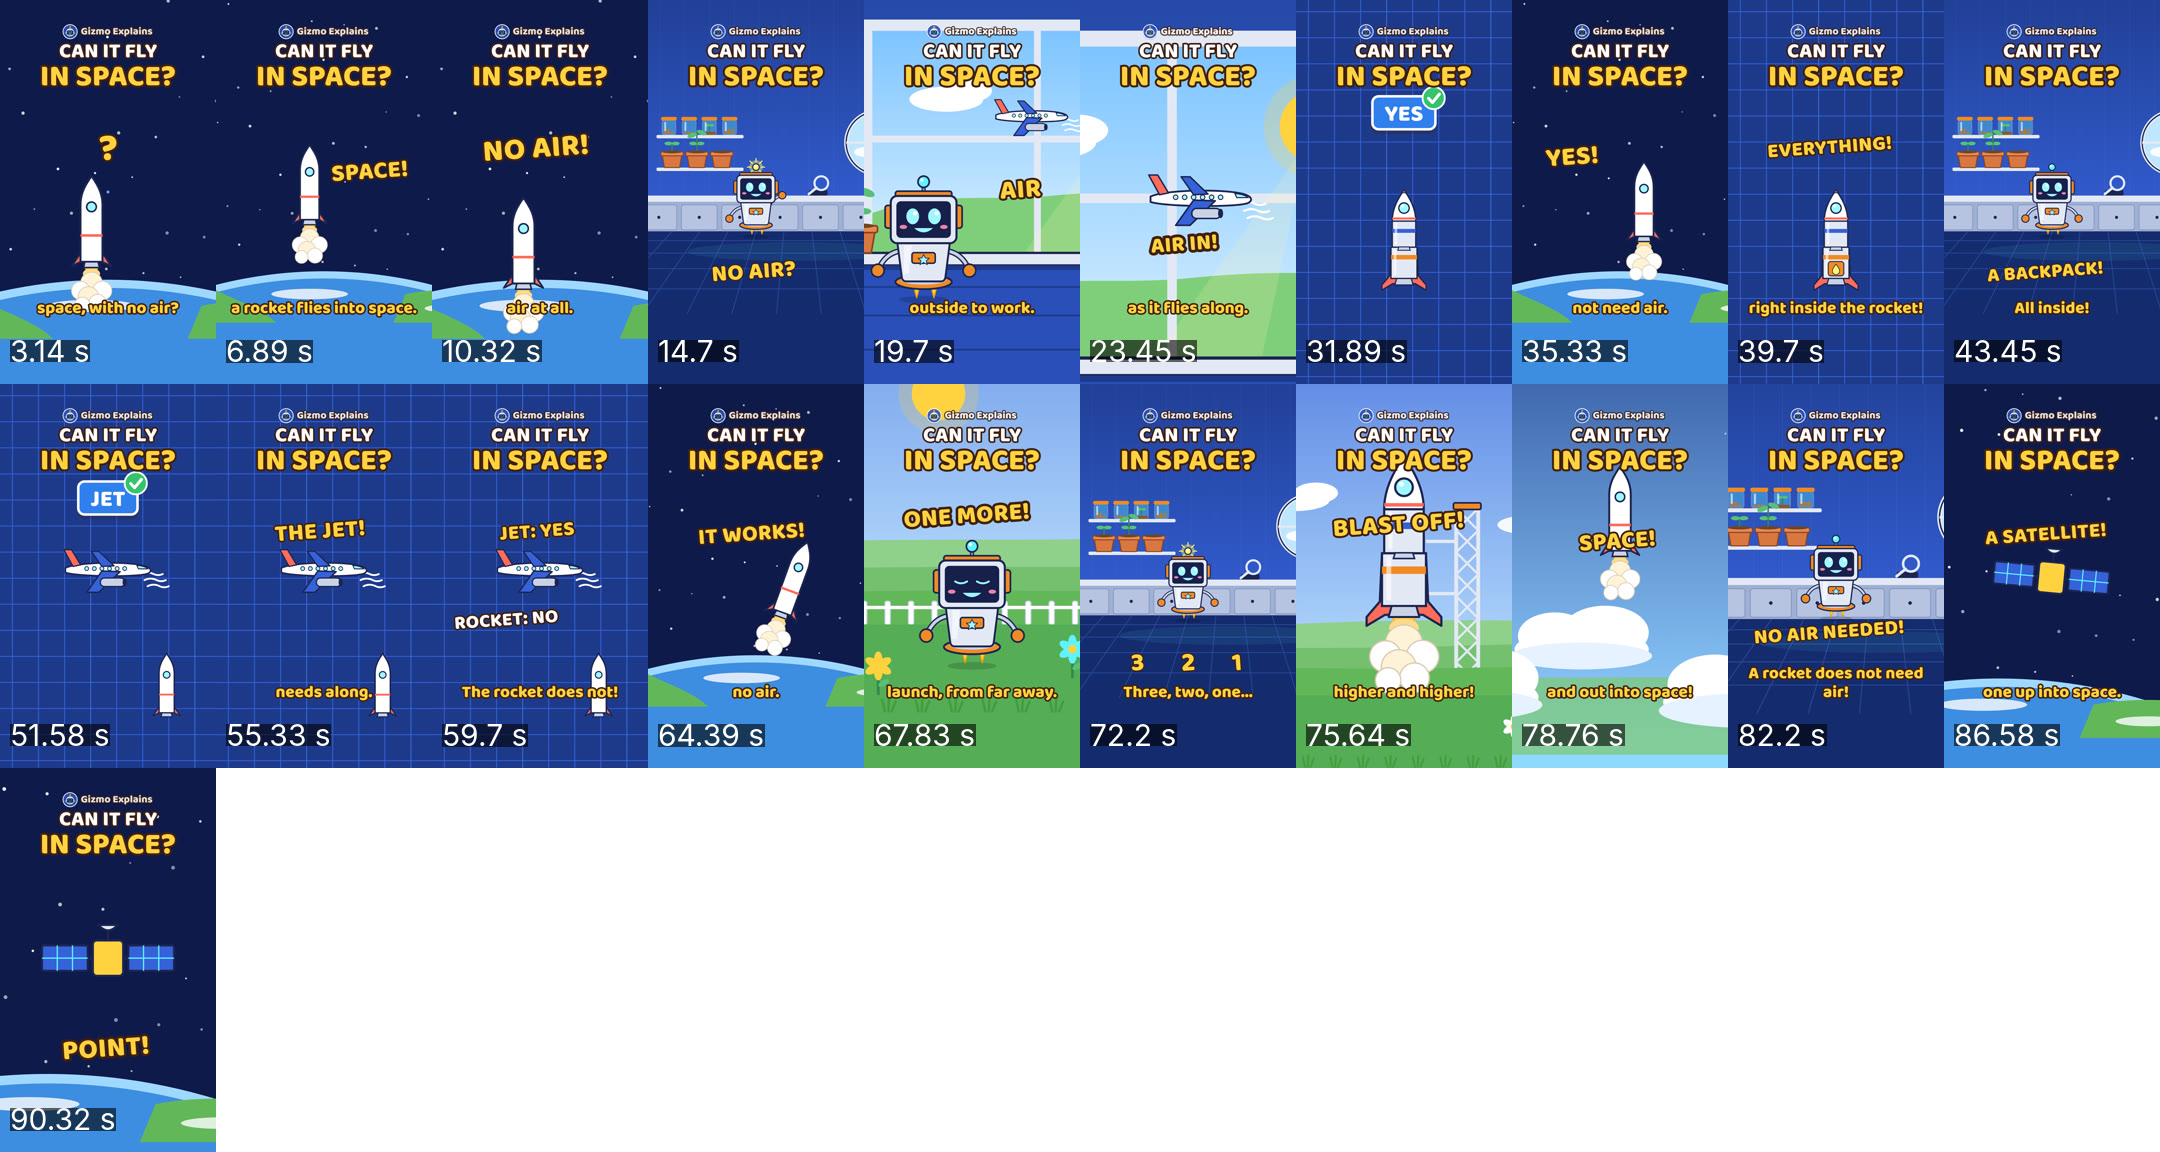 Gizmo Explains
CAN IT FLY
IN SPACE?
?
space, with no air?
3.14 s
Gizmo Explains
CAN IT FLY
IN SPACE?
SPACE!
a rocket flies into space.
6.89 s
Gizmo Explains
CAN IT FLY
IN SPACE?
NO AIR!
air at all.
10.32 s
Gizmo Explains
CAN IT FLY
IN SPACE?
NO AIR?
14.7 s
Gizmo Explains
CAN IT FLY
IN SPACE?
AIR
outside to work.
19.7 s
Gizmo Explains
CAN IT FLY
IN SPACE?
AIR IN!
as it flies along.
23.45 s
Gizmo Explains
CAN IT FLY
IN SPACE?
YES
31.89 s
Gizmo Explains
CAN IT FLY
IN SPACE?
YES!
not need air.
35.33 s
Gizmo Explains
CAN IT FLY
IN SPACE?
EVERYTHING!
right inside the rocket!
39.7 s
Gizmo Explains
CAN IT FLY
IN SPACE?
A BACKPACK!
All inside!
43.45 s
Gizmo Explains
CAN IT FLY
IN SPACE?
JET
51.58 s
Gizmo Explains
CAN IT FLY
IN SPACE?
THE JET!
needs along.
55.33 s
Gizmo Explains
CAN IT FLY
IN SPACE?
JET: YES
ROCKET: NO
The rocket does not!
59.7 s
Gizmo Explains
CAN IT FLY
IN SPACE?
IT WORKS!
no air.
64.39 s
Gizmo Explains
CAN IT FLY
IN SPACE?
ONE MORE!
launch, from far away.
67.83 s
Gizmo Explains
CAN IT FLY
IN SPACE?
3 2 1
Three, two, one...
72.2 s
Gizmo Explains
CAN IT FLY
IN SPACE?
BLAST OFF!
higher and higher!
75.64 s
Gizmo Explains
CAN IT FLY
IN SPACE?
SPACE!
and out into space!
78.76 s
Gizmo Explains
CAN IT FLY
IN SPACE?
NO AIR NEEDED!
A rocket does not need
air!
82.2 s
Gizmo Explains
CAN IT FLY
IN SPACE?
A SATELLITE!
one up into space.
86.58 s
Gizmo Explains
CAN IT FLY
IN SPACE?
POINT!
90.32 s